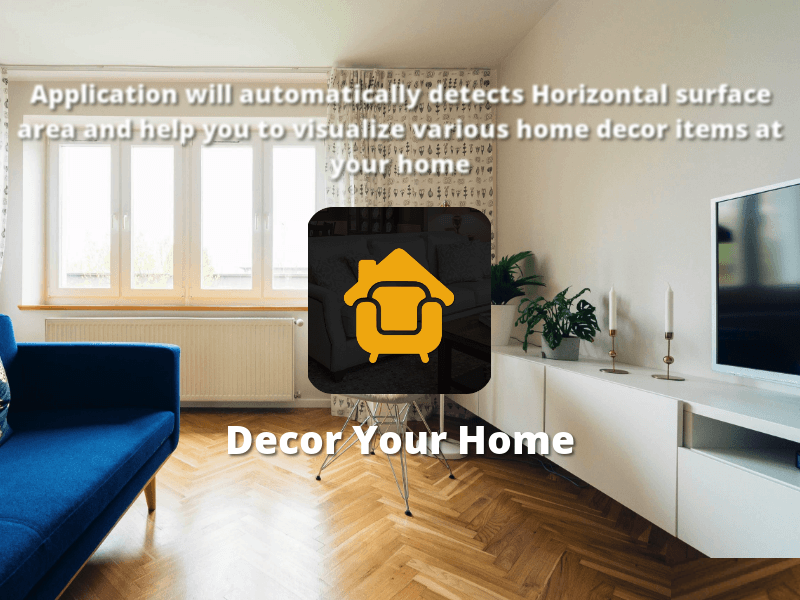 Application will automatically detects Horizontal surface
area and help you to visualize various home decor items at
your home
Decor Your Home